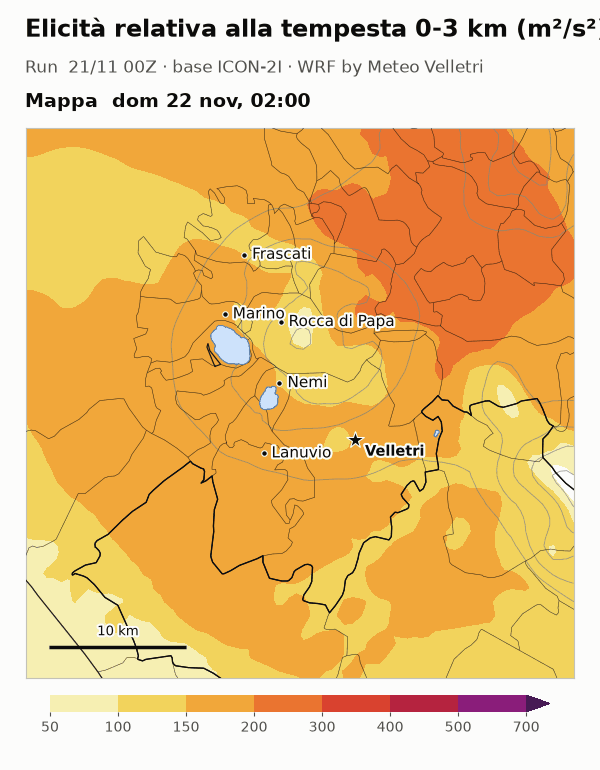 Elicità relativa alla tempesta 0-3 km (m²/s²)
Run  21/11 00Z · base ICON-2I · WRF by Meteo Velletri
Mappa  dom 22 nov, 02:00
Frascati
Marino
Rocca di Papa
Nemi
Velletri
Lanuvio
10 km
50 100 150 200 300 400 500 700